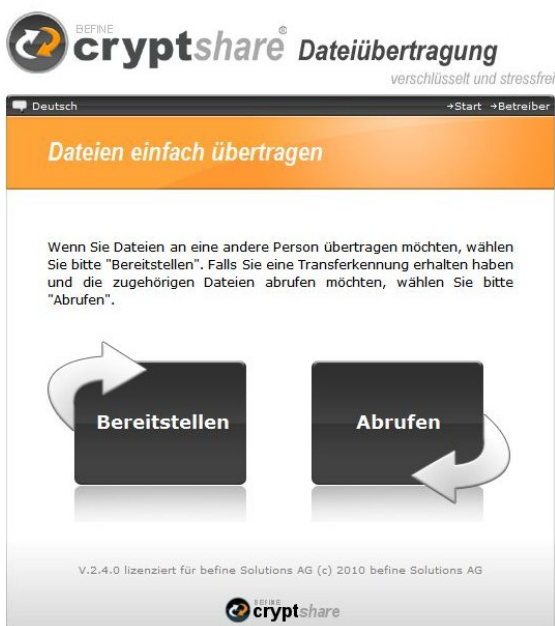 BEFINE
cryptshare® Dateiübertragung
verschlüsselt und stressfrei
Deutsch →Start →Betreiber
Dateien einfach übertragen
Wenn Sie Dateien an eine andere Person übertragen möchten, wählen
Sie bitte "Bereitstellen". Falls Sie eine Transferkennung erhalten haben
und die zugehörigen Dateien abrufen möchten, wählen Sie bitte
"Abrufen".
Bereitstellen Abrufen
V.2.4.0 lizenziert für befine Solutions AG (c) 2010 befine Solutions AG
BEFINE
cryptshare